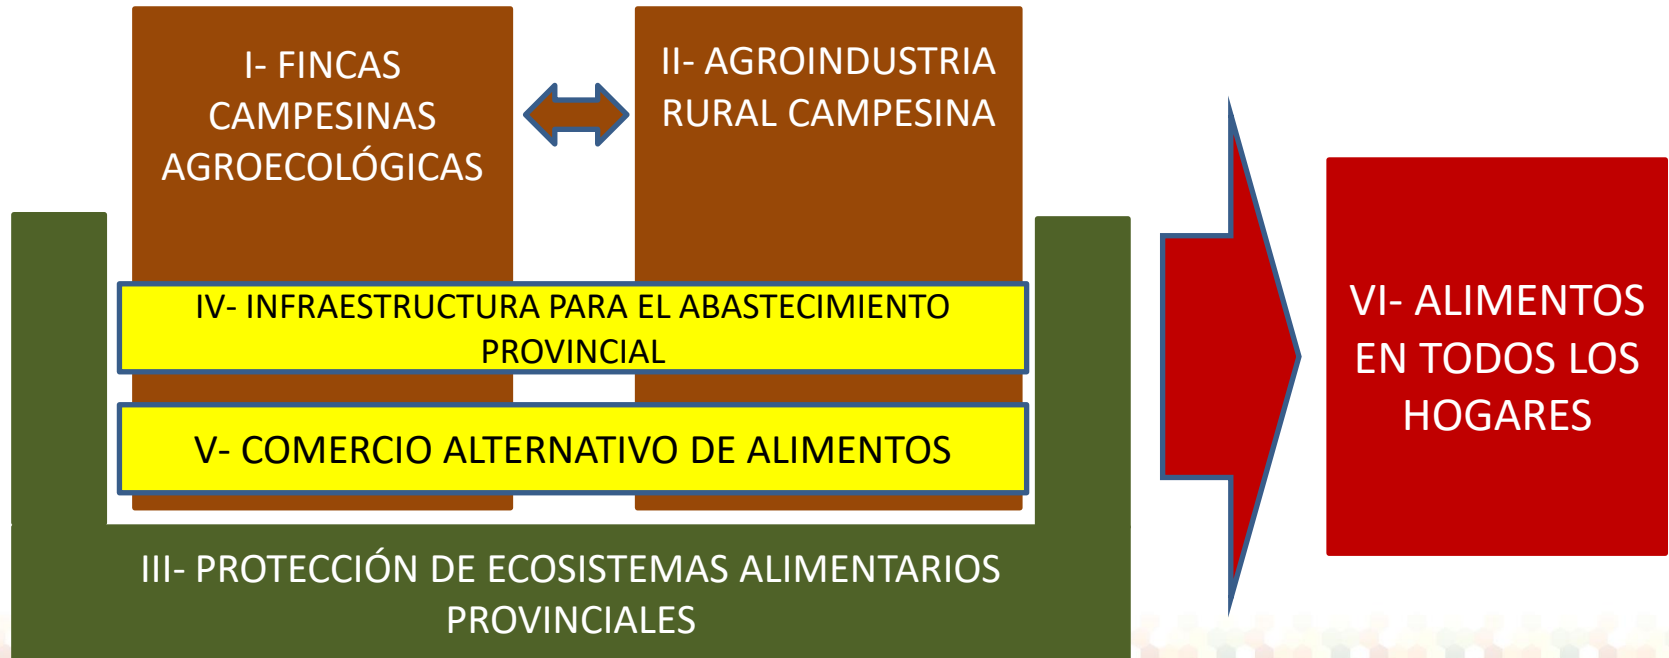 I- FINCAS
CAMPESINAS
AGROECOLÓGICAS
II- AGROINDUSTRIA
RURAL CAMPESINA
IV- INFRAESTRUCTURA PARA EL ABASTECIMIENTO
PROVINCIAL
V- COMERCIO ALTERNATIVO DE ALIMENTOS
III- PROTECCIÓN DE ECOSISTEMAS ALIMENTARIOS
PROVINCIALES
VI- ALIMENTOS
EN TODOS LOS
HOGARES